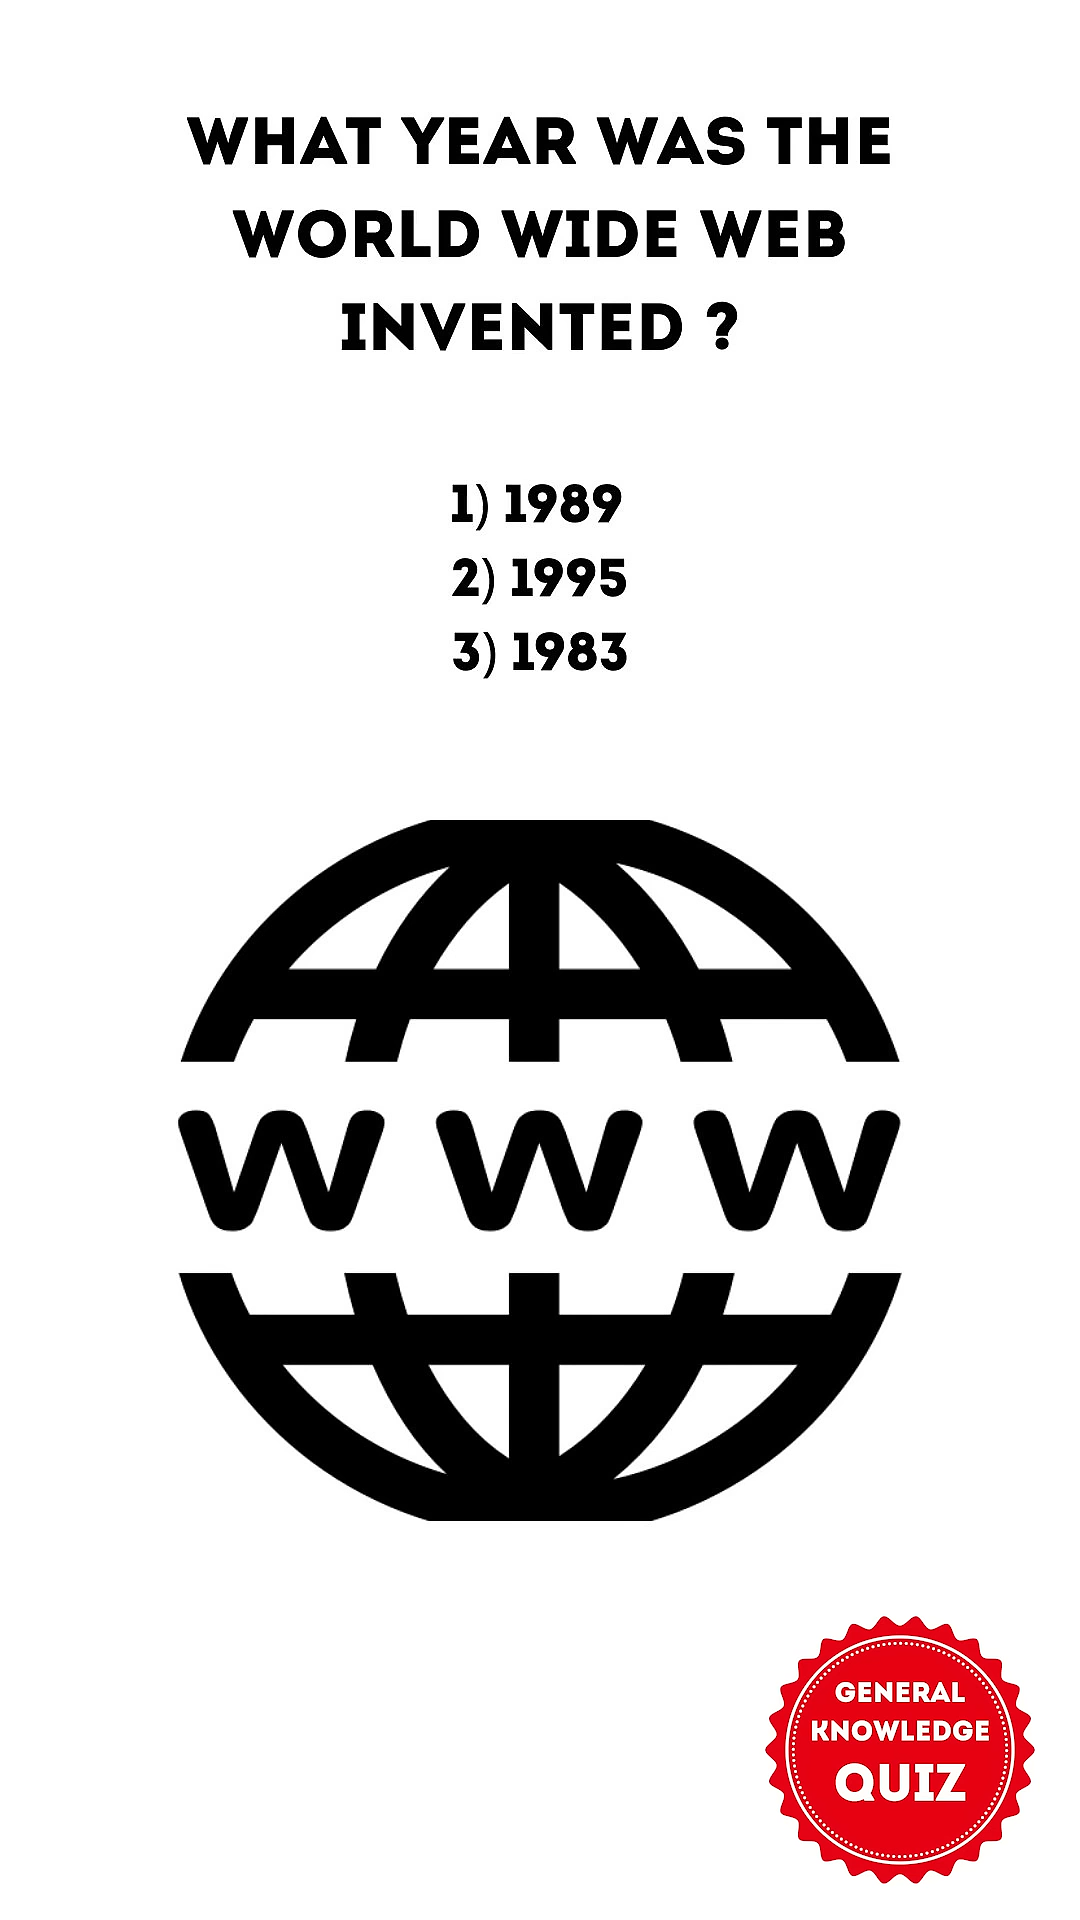 WHAT YEAR WAS THE
WORLD WIDE WEB
INVENTED ?
1) 1989
2) 1995
3) 1983
WWW
GENERAL
KNOWLEDGE
QUIZ